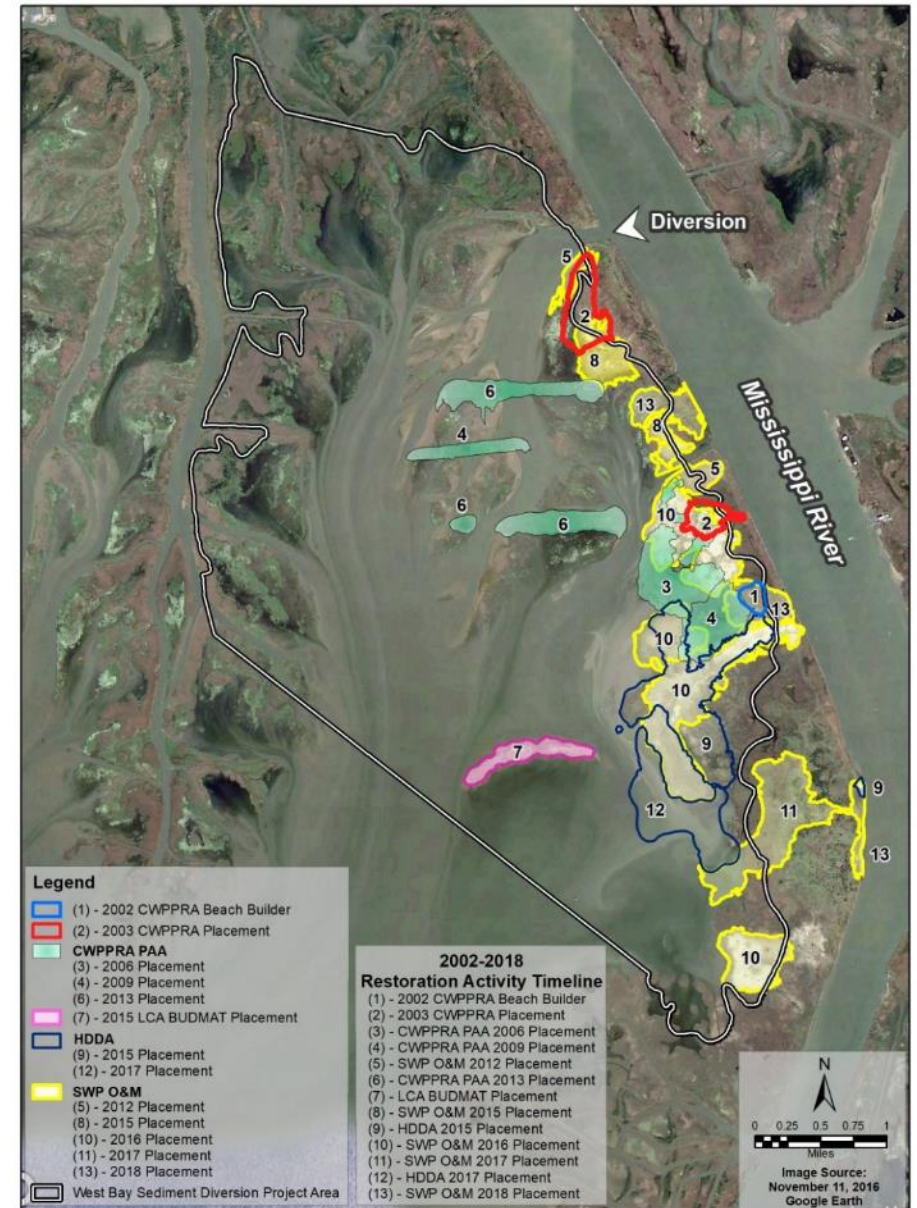 Diversion
5
2
8
6
13
4
8
5
6
6
10
2
3
1
13
4
10
10
7
9
12
11
9
13
10
Mississippi River
Legend
(1) - 2002 CWPPRA Beach Builder
(2) - 2003 CWPPRA Placement
CWPPRA PAA
(3) - 2006 Placement
(4) - 2009 Placement
(6) - 2013 Placement
(7) - 2015 LCA BUDMAT Placement
HDDA
(9) - 2015 Placement
(12) - 2017 Placement
SWP O&M
(5) - 2012 Placement
(8) - 2015 Placement
(10) - 2016 Placement
(11) - 2017 Placement
(13) - 2018 Placement
West Bay Sediment Diversion Project Area
2002-2018
Restoration Activity Timeline
(1) - 2002 CWPPRA Beach Builder
(2) - 2003 CWPPRA Placement
(3) - CWPPRA PAA 2006 Placement
(4) - CWPPRA PAA 2009 Placement
(5) - SWP O&M 2012 Placement
(6) - CWPPRA PAA 2013 Placement
(7) - LCA BUDMAT Placement
(8) - SWP O&M 2015 Placement
(9) - HDDA 2015 Placement
(10) - SWP O&M 2016 Placement
(11) - SWP O&M 2017 Placement
(12) - HDDA 2017 Placement
(13) - SWP O&M 2018 Placement
N
0 0.25 0.5 0.75 1
Miles
Image Source:
November 11, 2016
Google Earth